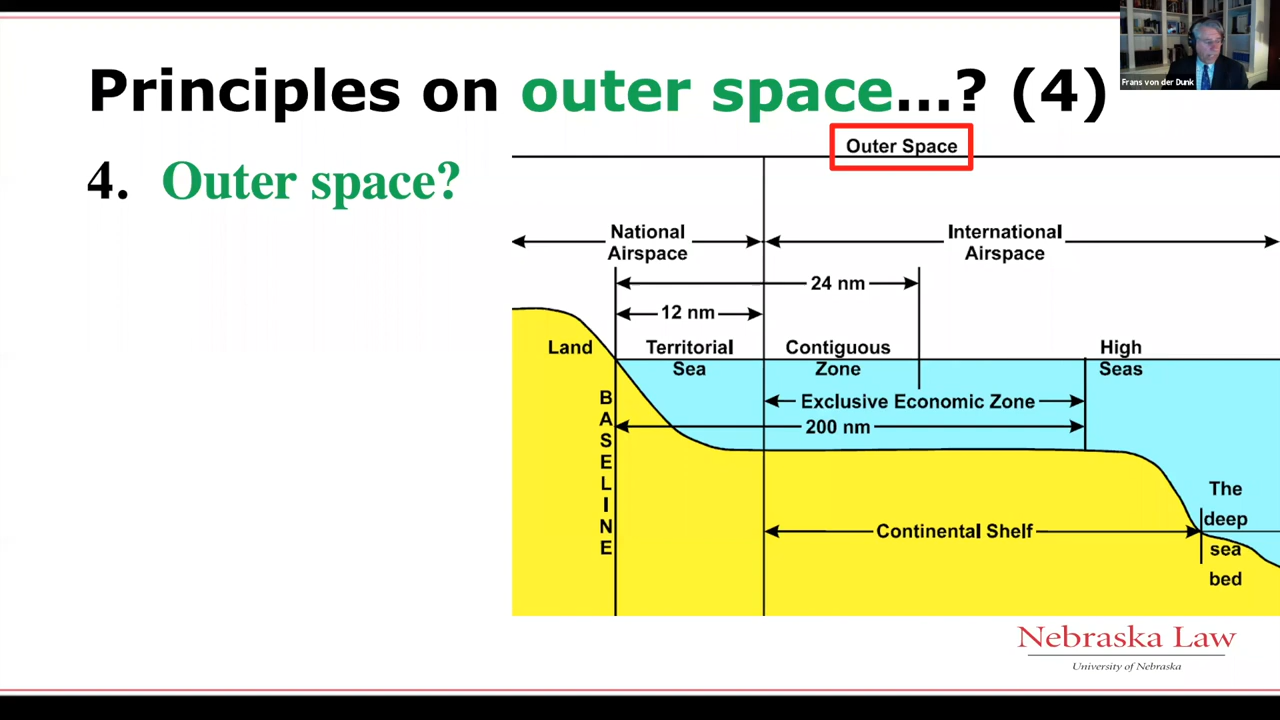 Principles on outer space...? (4)
Frans von der Dunk
4. Outer space?
Outer Space
National
Airspace
International
Airspace
24 nm
12 nm
Land
Territorial
Sea
Contiguous
Zone
High
Seas
Exclusive Economic Zone
200 nm
BASELINE
Continental Shelf
The
deep
sea
bed
Nebraska Law
University of Nebraska